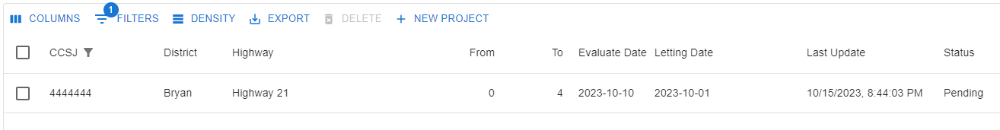 COLUMNS 1 FILTERS DENSITY EXPORT DELETE NEW PROJECT
CCSJ District Highway From To Evaluate Date Letting Date Last Update Status
4444444 Bryan Highway 21 0 4 2023-10-10 2023-10-01 10/15/2023, 8:44:03 PM Pending